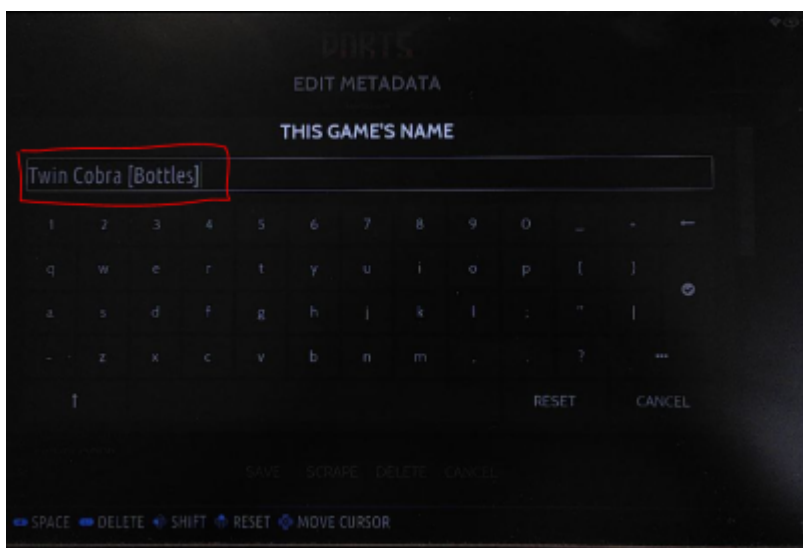 PORTS
EDIT METADATA
THIS GAME'S NAME
Twin Cobra [Bottles]
1 2 3 4 5 6 7 8 9 0 _
q w e r t y u i o p [ ]
a s d f g h j k l : " |
- z x c v b n m ?
RESET CANCEL
SAVE SCRAPE DELETE CANCEL
SPACE DELETE SHIFT RESET MOVE CURSOR